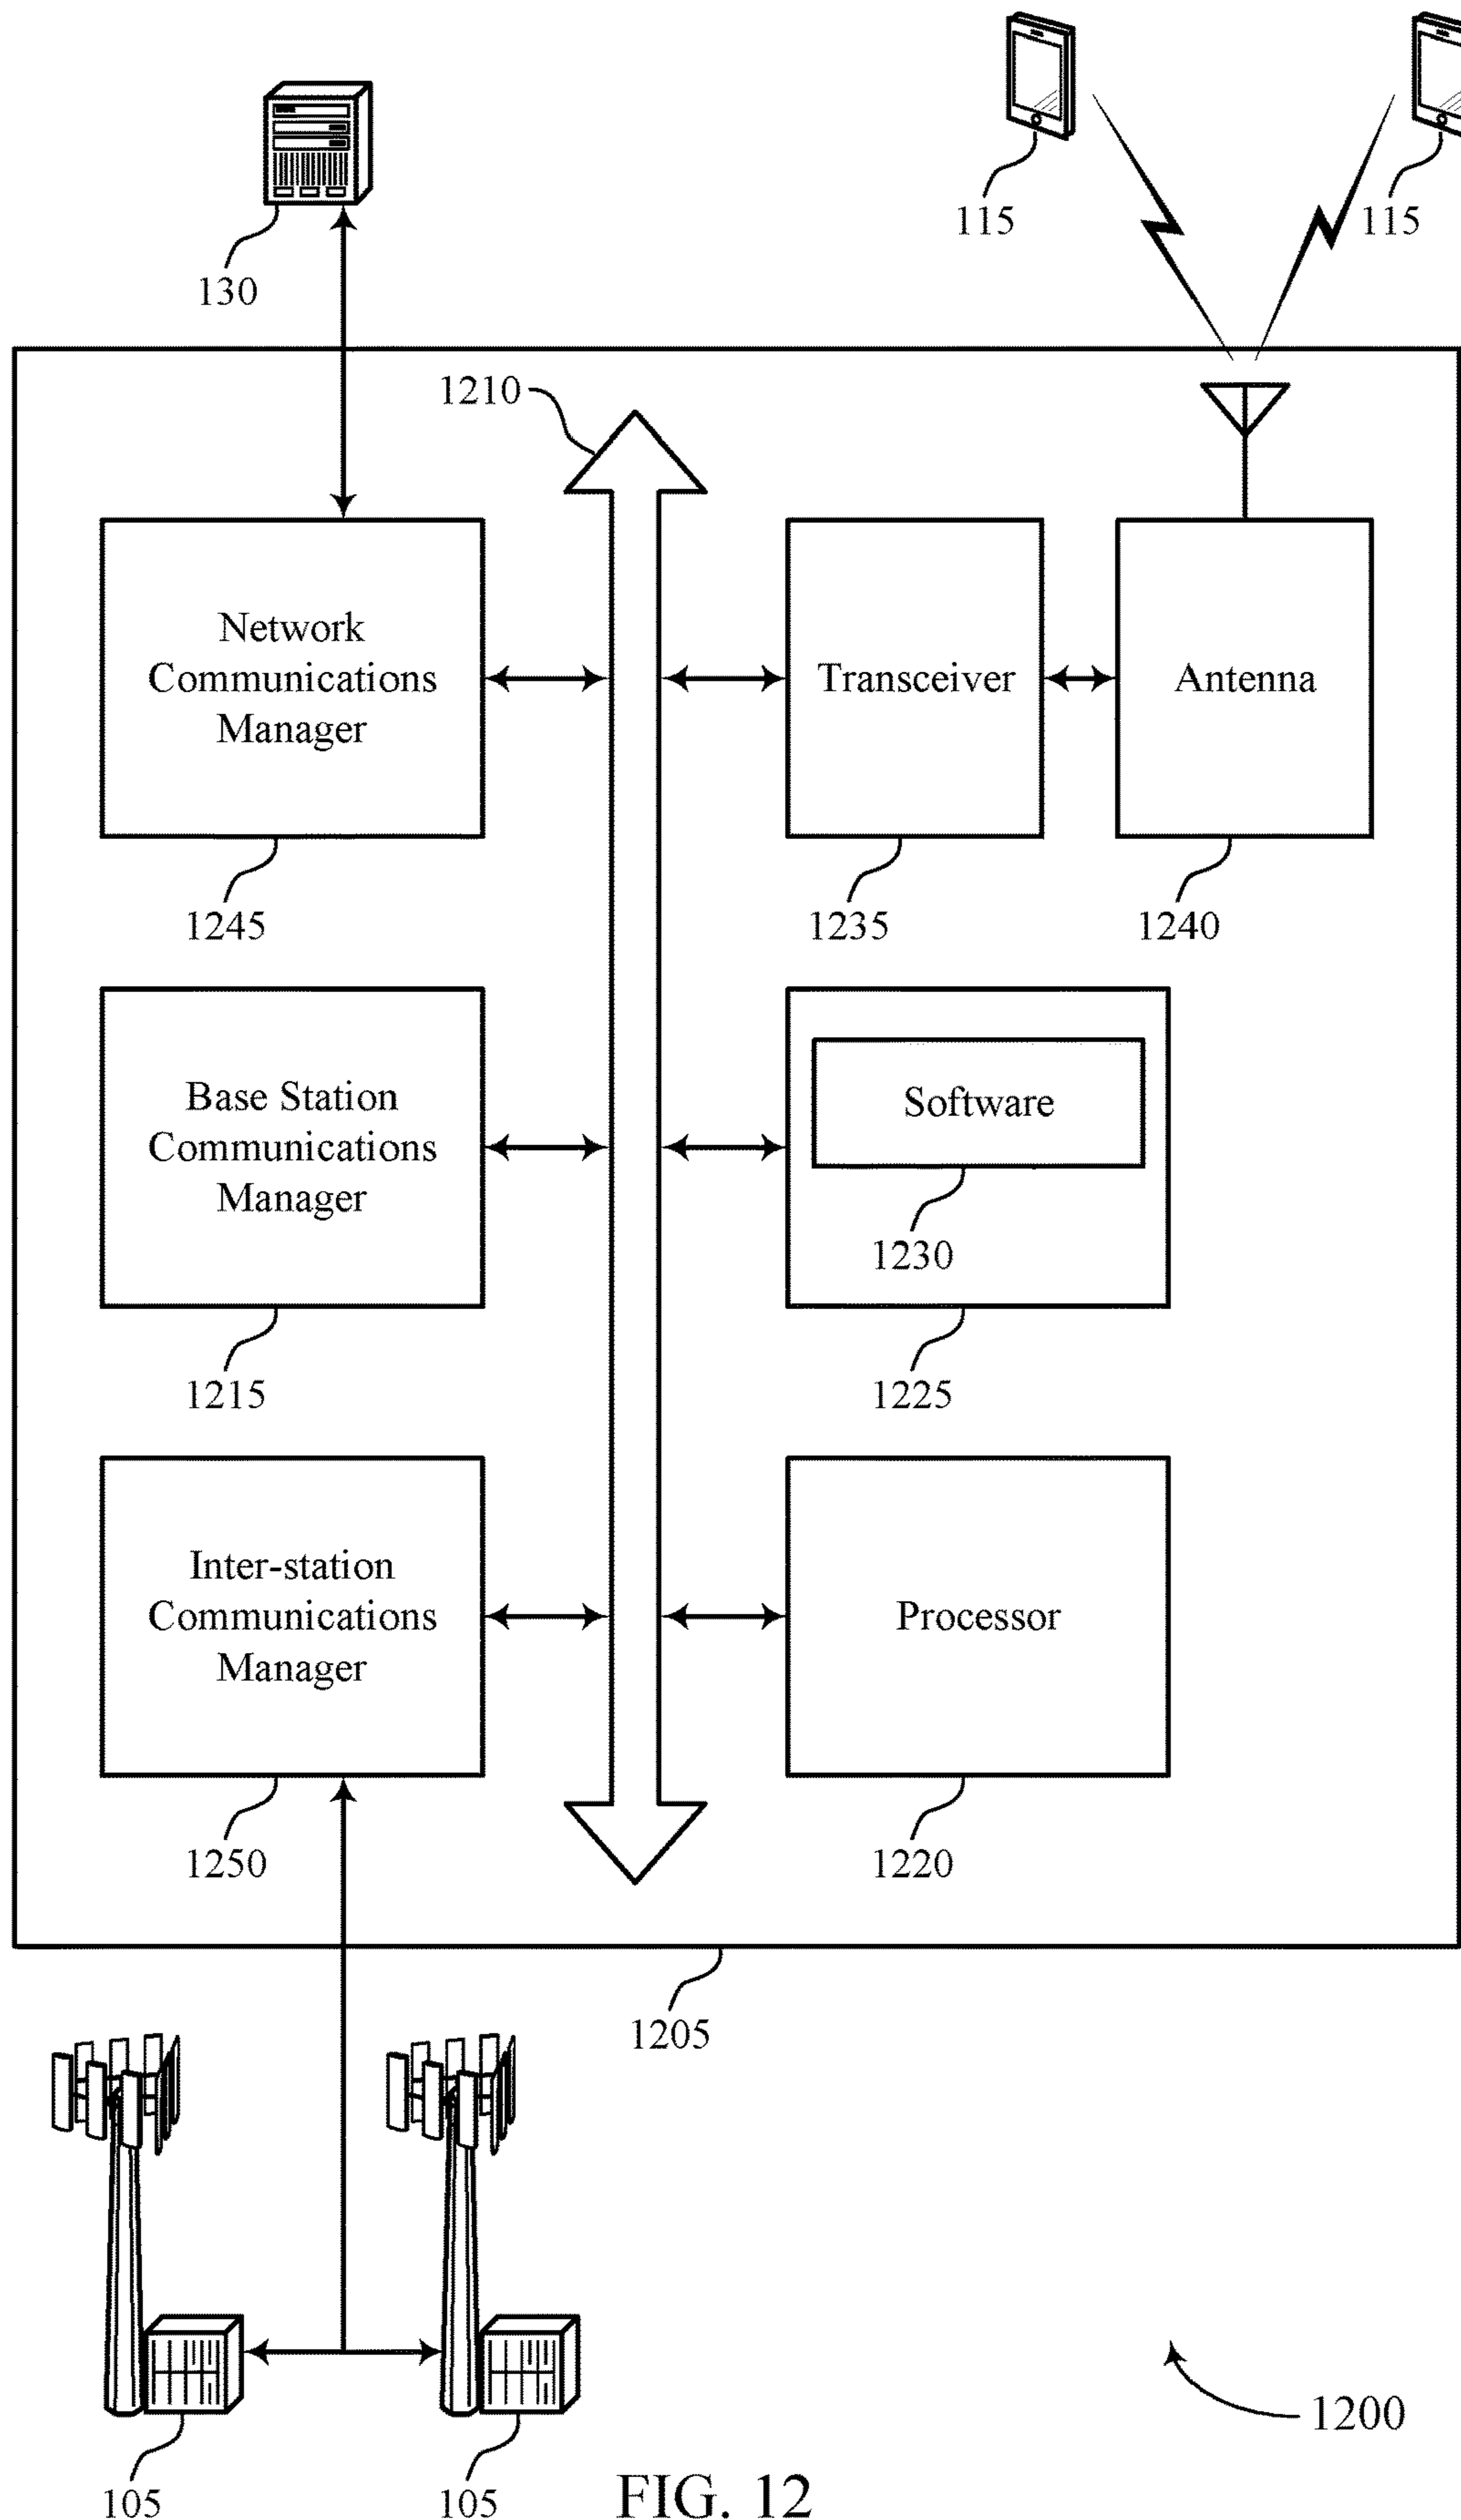 115
115
130
1210
Network
Communications
Manager
Transceiver
Antenna
1245
1235
1240
Base Station
Communications
Manager
Software
1230
1215
1225
Inter-station
Communications
Manager
Processor
1250
1220
1205
1200
105
105
FIG. 12